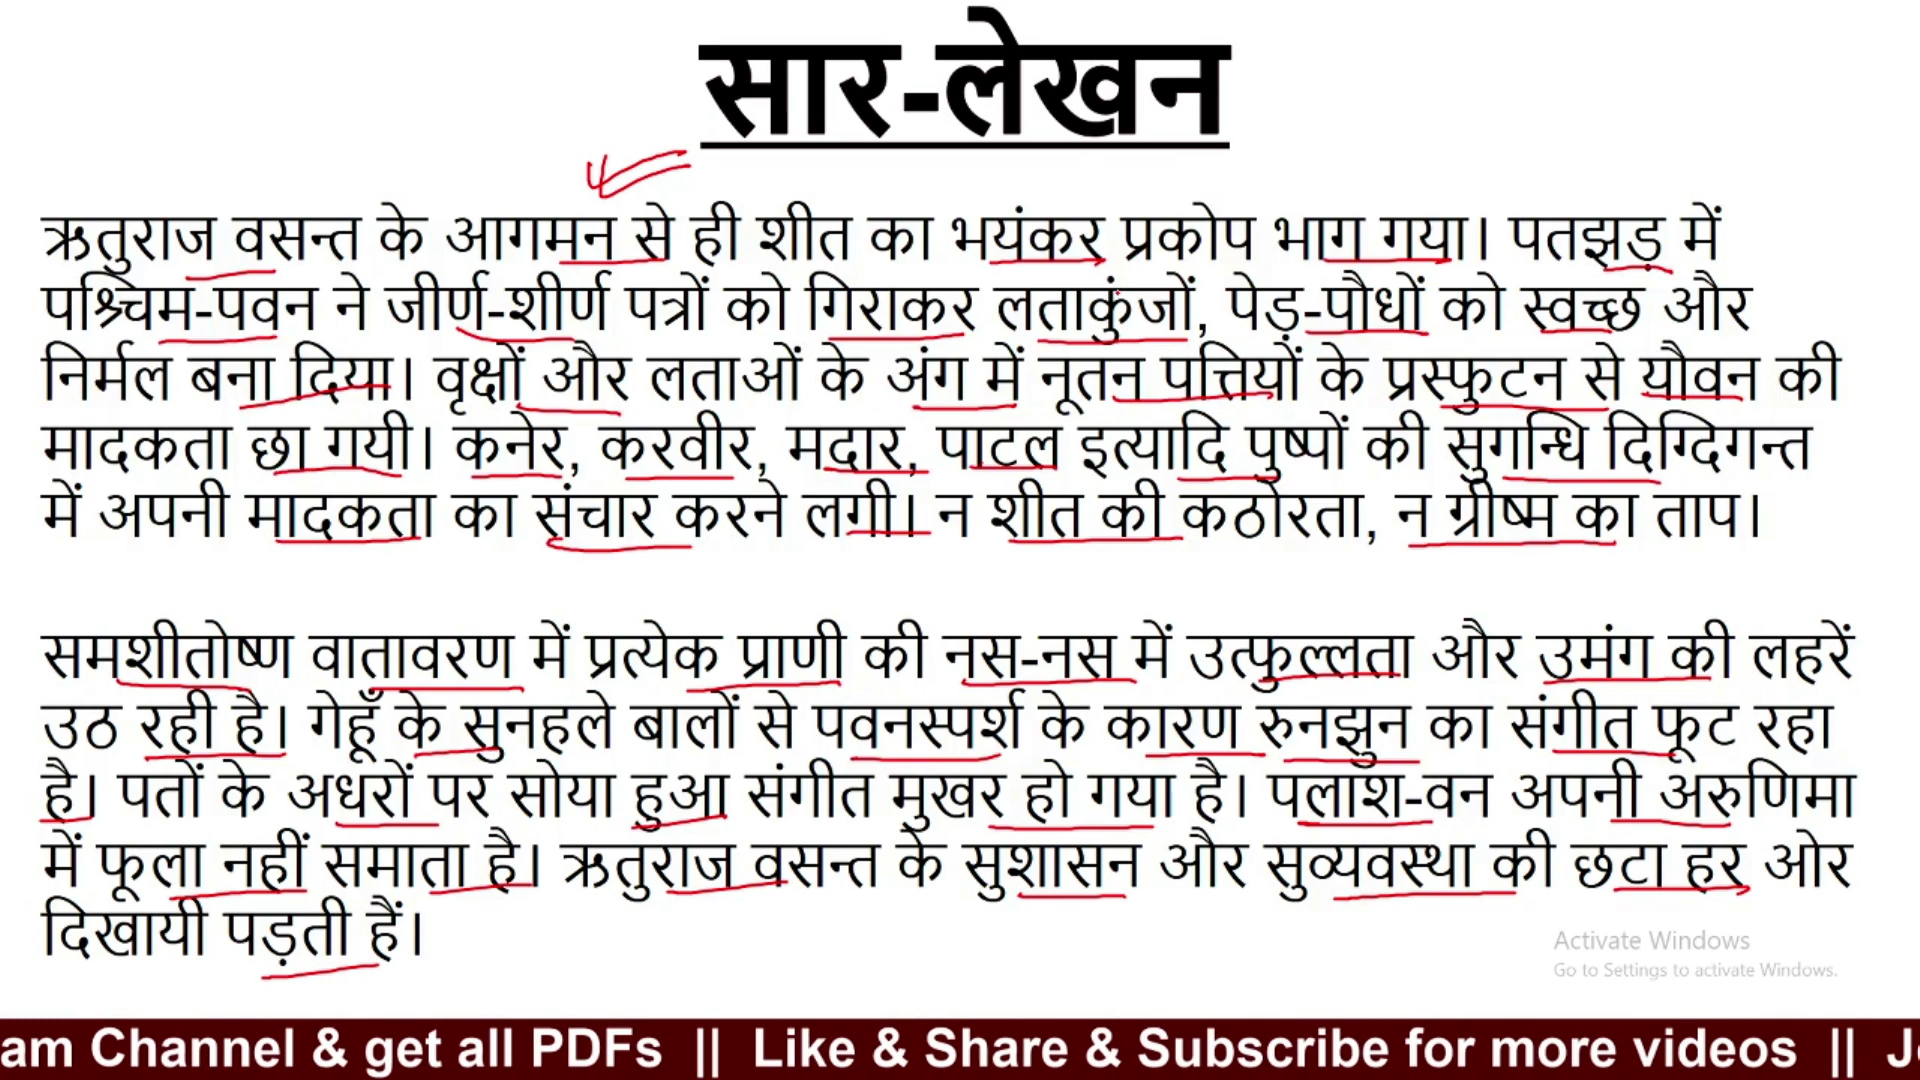 सार-लेखन
ऋतुराज वसन्त के आगमन से ही शीत का भयंकर प्रकोप भाग गया। पतझड़ में
पश्चिम-पवन ने जीर्ण-शीर्ण पत्रों को गिराकर लताकुंजों, पेड़-पौधों को स्वच्छ और
निर्मल बना दिया। वृक्षों और लताओं के अंग में नूतन पत्तियों के प्रस्फुटन से यौवन की
मादकता छा गयी। कनेर, करवीर, मदार, पाटल इत्यादि पुष्पों की सुगन्धि दिग्दिगन्त
में अपनी मादकता का संचार करने लगी। न शीत की कठोरता, न ग्रीष्म का ताप।
समशीतोष्ण वातावरण में प्रत्येक प्राणी की नस-नस में उत्फुल्लता और उमंग की लहरें
उठ रही है। गेहूँ के सुनहले बालों से पवनस्पर्श के कारण रुनझुन का संगीत फूट रहा
है। पतों के अधरों पर सोया हुआ संगीत मुखर हो गया है। पलाश-वन अपनी अरुणिमा
में फूला नहीं समाता है। ऋतुराज वसन्त के सुशासन और सुव्यवस्था की छटा हर ओर
दिखायी पड़ती हैं।
Activate Windows
Go to Settings to activate Windows.
am Channel & get all PDFs || Like & Share & Subscribe for more videos || J